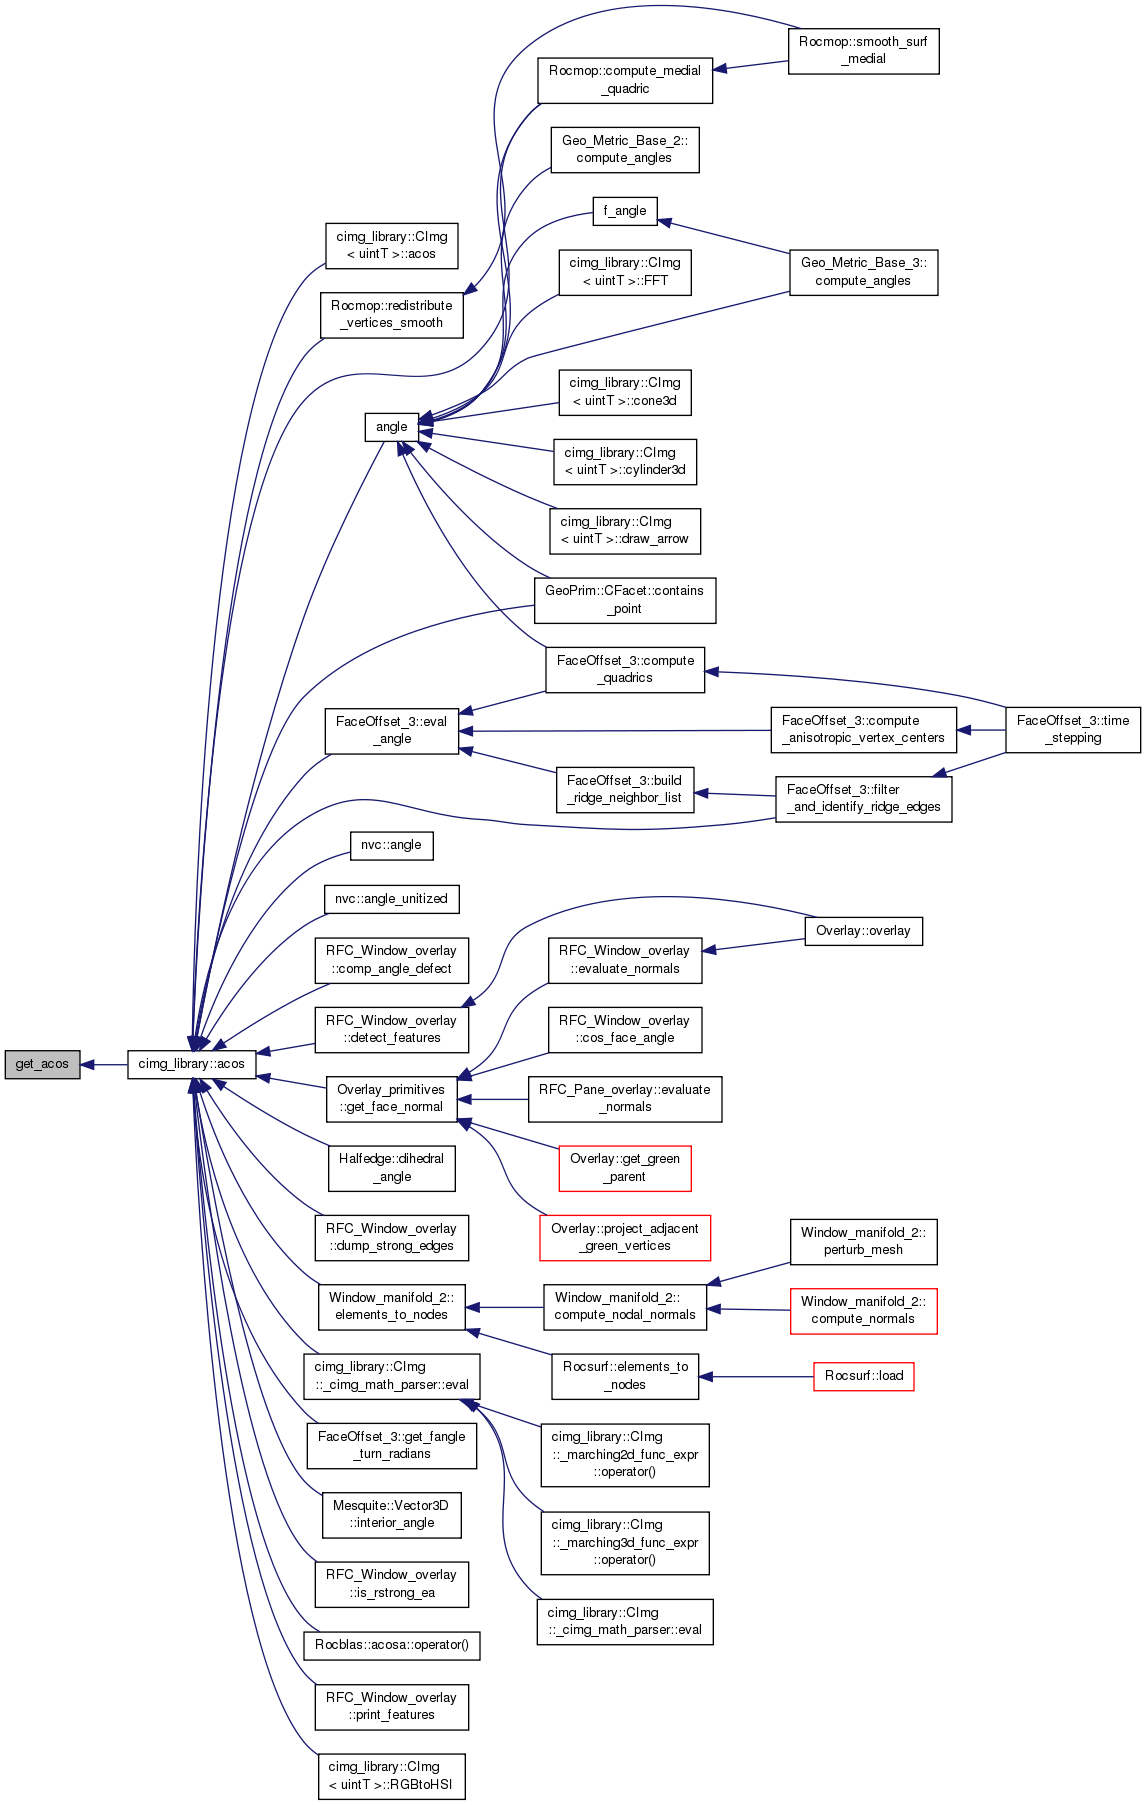 Rocmop::smooth_surf
_medial
Rocmop::compute_medial
_quadric
Geo_Metric_Base_2::
compute_angles
f_angle
cimg_library::CImg
< uintT >::acos
cimg_library::CImg
< uintT >::FFT
Geo_Metric_Base_3::
compute_angles
Rocmop::redistribute
_vertices_smooth
cimg_library::CImg
< uintT >::cone3d
angle
cimg_library::CImg
< uintT >::cylinder3d
cimg_library::CImg
< uintT >::draw_arrow
GeoPrim::CFacet::contains
_point
FaceOffset_3::compute
_quadrics
FaceOffset_3::eval
_angle
FaceOffset_3::compute
_anisotropic_vertex_centers
FaceOffset_3::time
_stepping
FaceOffset_3::build
_ridge_neighbor_list
FaceOffset_3::filter
_and_identify_ridge_edges
nvc::angle
nvc::angle_unitized
Overlay::overlay
RFC_Window_overlay
::comp_angle_defect
RFC_Window_overlay
::evaluate_normals
RFC_Window_overlay
::detect_features
RFC_Window_overlay
::cos_face_angle
get_acos
cimg_library::acos
Overlay_primitives
::get_face_normal
RFC_Pane_overlay::evaluate
_normals
Halfedge::dihedral
_angle
Overlay::get_green
_parent
RFC_Window_overlay
::dump_strong_edges
Overlay::project_adjacent
_green_vertices
Window_manifold_2::
perturb_mesh
Window_manifold_2::
elements_to_nodes
Window_manifold_2::
compute_nodal_normals
Window_manifold_2::
compute_normals
cimg_library::CImg
::_cimg_math_parser::eval
Rocsurf::elements_to
_nodes
Rocsurf::load
FaceOffset_3::get_fangle
_turn_radians
cimg_library::CImg
::_marching2d_func_expr
::operator()
Mesquite::Vector3D
::interior_angle
cimg_library::CImg
::_marching3d_func_expr
::operator()
RFC_Window_overlay
::is_rstrong_ea
cimg_library::CImg
::_cimg_math_parser::eval
Rocblas::acosa::operator()
RFC_Window_overlay
::print_features
cimg_library::CImg
< uintT >::RGBtoHSI